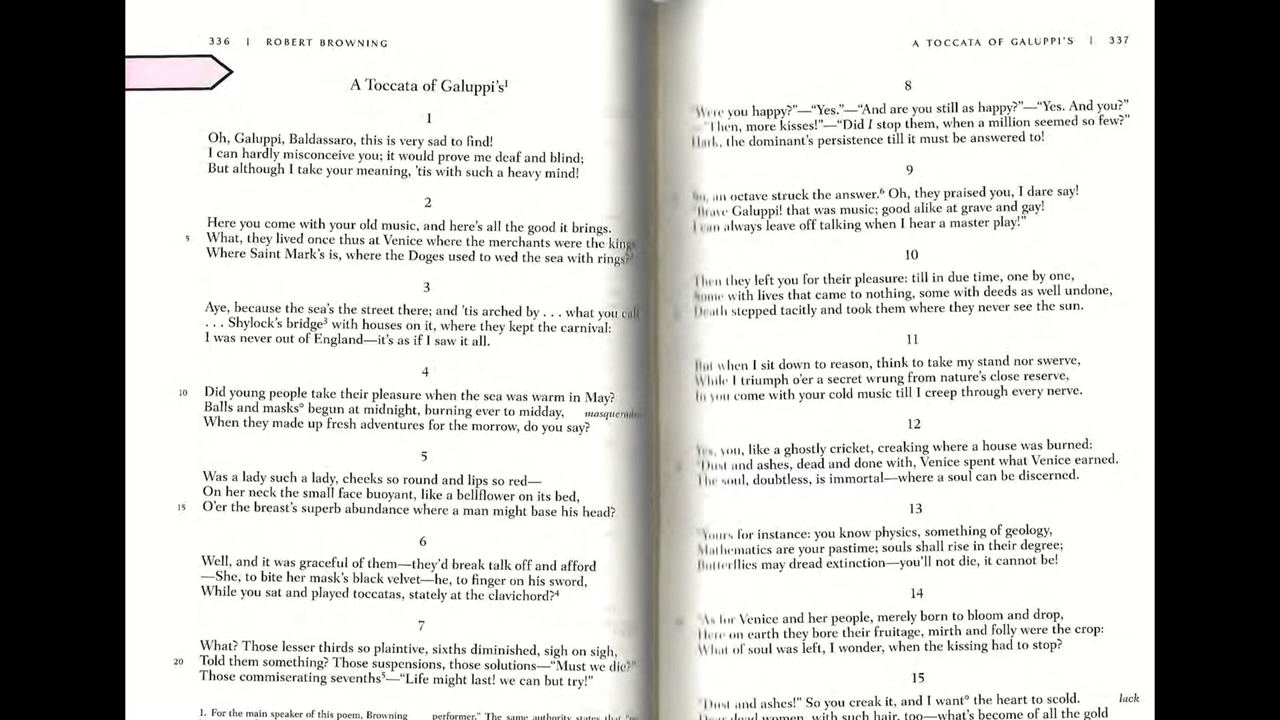 336 | ROBERT BROWNING
A Toccata of Galuppi's¹
1
Oh, Galuppi, Baldassaro, this is very sad to find!
I can hardly misconceive you; it would prove me deaf and blind;
But although I take your meaning, 'tis with such a heavy mind!
2
Here you come with your old music, and here's all the good it brings.
5 What, they lived once thus at Venice where the merchants were the kings
Where Saint Mark's is, where the Doges used to wed the sea with rings?²
3
Aye, because the sea's the street there; and 'tis arched by . . . what you call
. . . Shylock's bridge³ with houses on it, where they kept the carnival:
I was never out of England—it's as if I saw it all.
4
10 Did young people take their pleasure when the sea was warm in May?
Balls and masks° begun at midnight, burning ever to midday, masquerades
When they made up fresh adventures for the morrow, do you say?
5
Was a lady such a lady, cheeks so round and lips so red—
On her neck the small face buoyant, like a bellflower on its bed,
15 O'er the breast's superb abundance where a man might base his head?
6
Well, and it was graceful of them—they'd break talk off and afford
—She, to bite her mask's black velvet—he, to finger on his sword,
While you sat and played toccatas, stately at the clavichord?⁴
7
What? Those lesser thirds so plaintive, sixths diminished, sigh on sigh,
20 Told them something? Those suspensions, those solutions—"Must we die?"
Those commiserating sevenths⁵—"Life might last! we can but try!"
1. For the main speaker of this poem, Browning
performer." The same authority states that
A TOCCATA OF GALUPPI'S | 337
8
"Were you happy?"—"Yes."—"And are you still as happy?"—"Yes. And you?"
"Then, more kisses!"—"Did I stop them, when a million seemed so few?"
Hark, the dominant's persistence till it must be answered to!
9
So, an octave struck the answer.⁶ Oh, they praised you, I dare say!
"Brave Galuppi! that was music; good alike at grave and gay!
I can always leave off talking when I hear a master play!"
10
Then they left you for their pleasure: till in due time, one by one,
Some with lives that came to nothing, some with deeds as well undone,
Death stepped tacitly and took them where they never see the sun.
11
But when I sit down to reason, think to take my stand nor swerve,
While I triumph o'er a secret wrung from nature's close reserve,
In you come with your cold music till I creep through every nerve.
12
Yes, you, like a ghostly cricket, creaking where a house was burned:
"Dust and ashes, dead and done with, Venice spent what Venice earned.
The soul, doubtless, is immortal—where a soul can be discerned.
13
"Yours for instance: you know physics, something of geology,
Mathematics are your pastime; souls shall rise in their degree;
Butterflies may dread extinction—you'll not die, it cannot be!
14
"As for Venice and her people, merely born to bloom and drop,
Here on earth they bore their fruitage, mirth and folly were the crop:
What of soul was left, I wonder, when the kissing had to stop?
15
"Dust and ashes!" So you creak it, and I want° the heart to scold. lack
Dear dead women, with such hair, too—what's become of all the gold